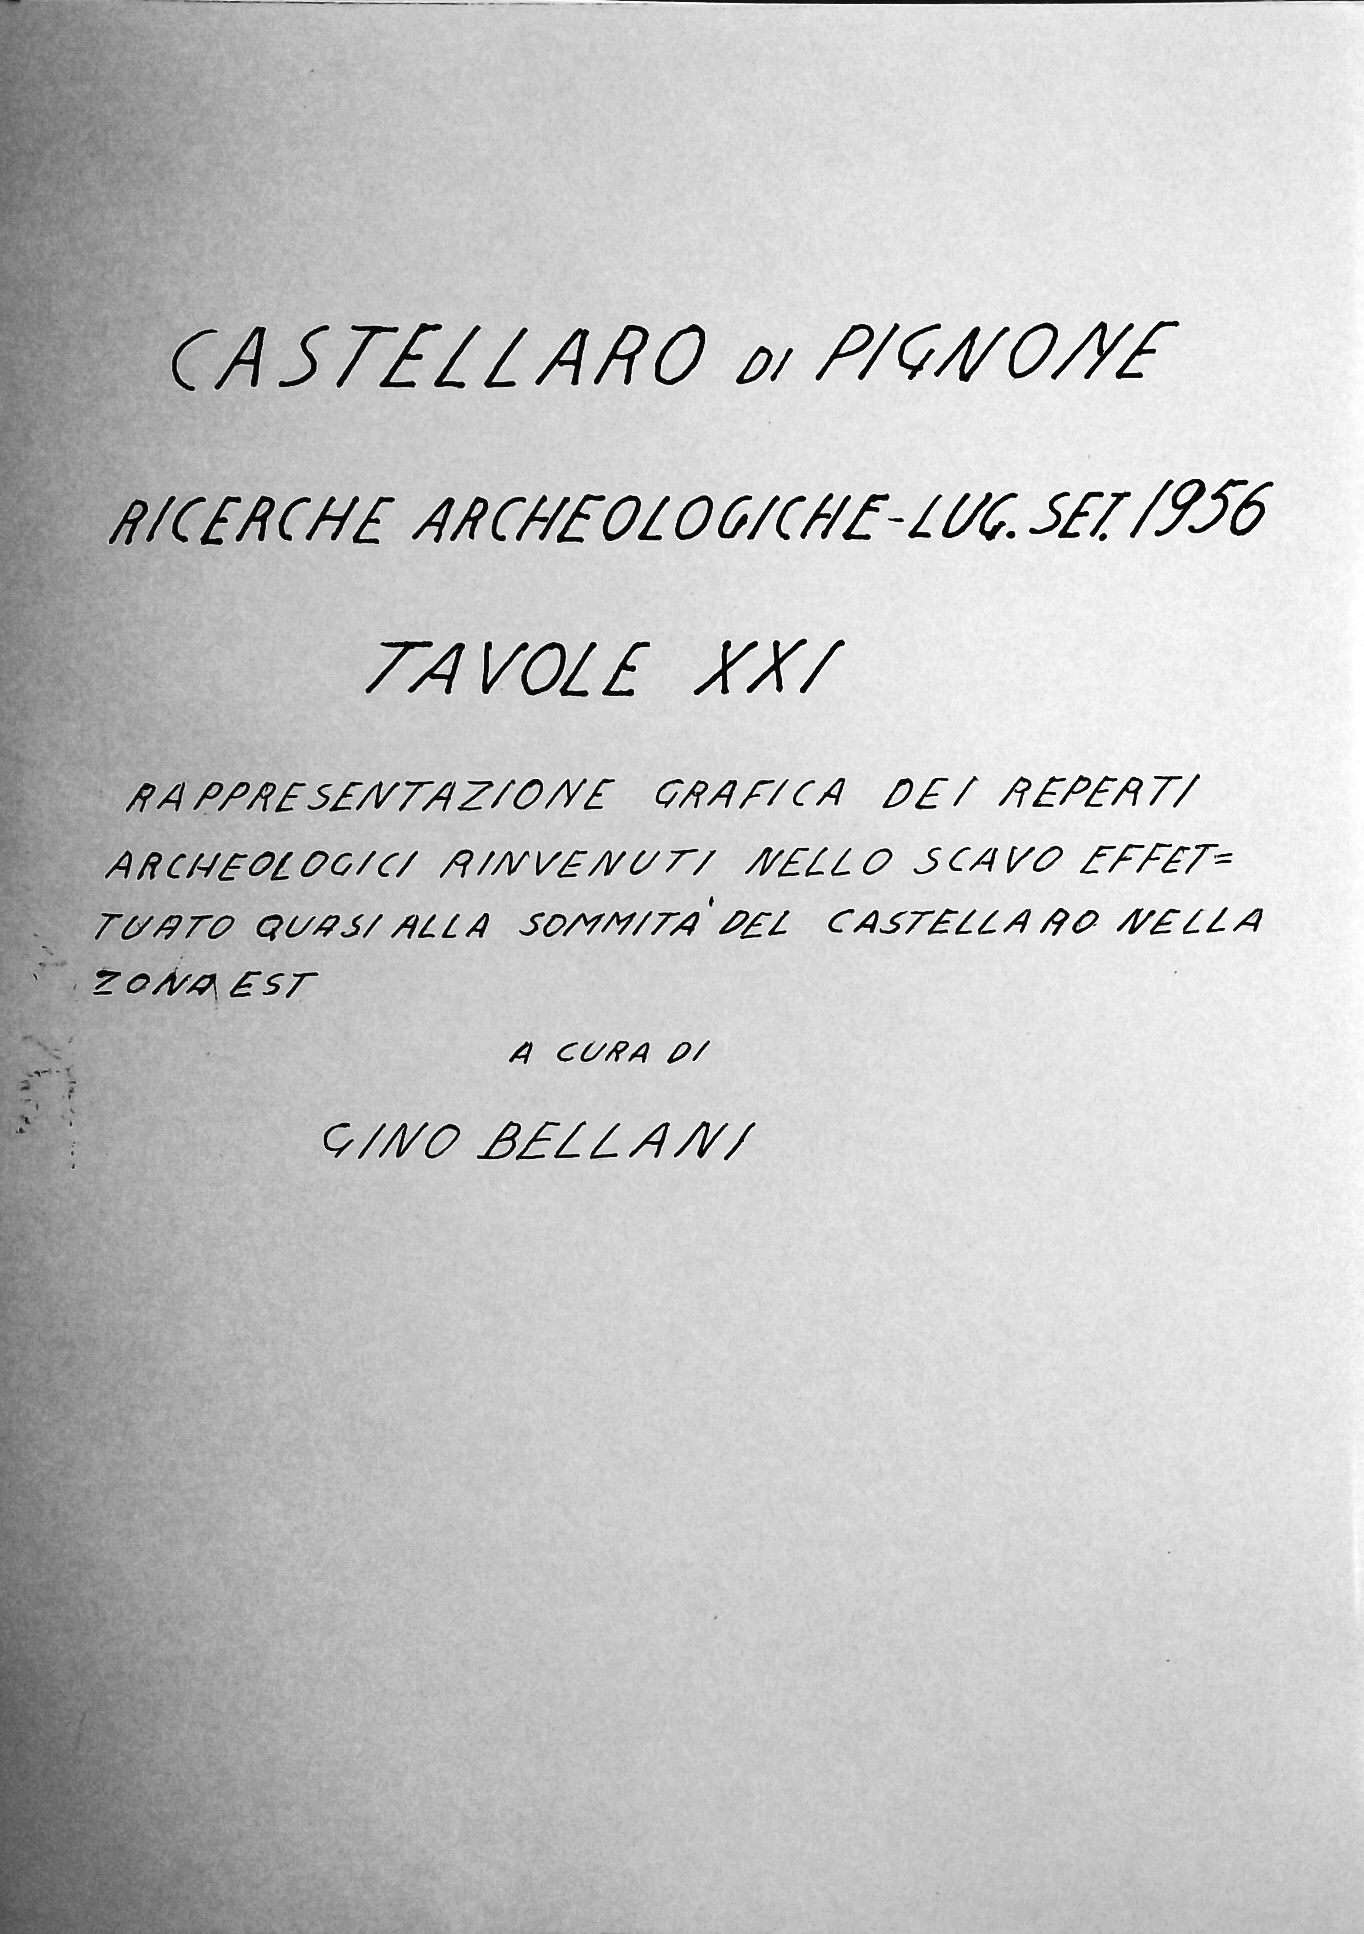 CASTELLARO DI PIGNONE
RICERCHE ARCHEOLOGICHE-LUG. SET. 1956
TAVOLE XXI
RAPPRESENTAZIONE GRAFICA DEI REPERTI
ARCHEOLOGICI RINVENUTI NELLO SCAVO EFFET=
TUATO QUASI ALLA SOMMITA' DEL CASTELLARO NELLA
ZONA EST
A CURA DI
GINO BELLANI